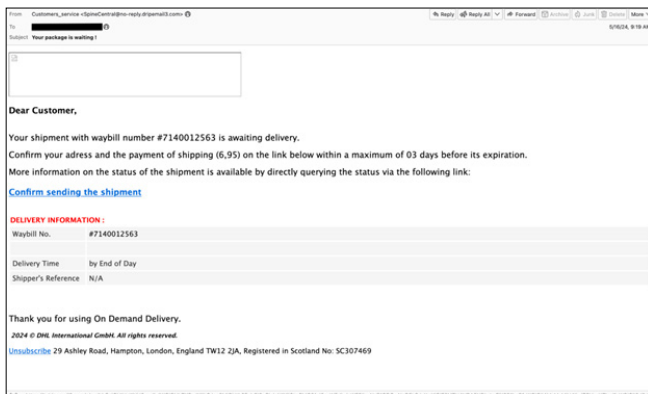 From Customers_service <SpineCentral@no-reply.dripemail3.com>
Reply Reply All Forward Archive Junk Delete More
To
5/16/24, 9:19 AM
Subject Your package is waiting !
Dear Customer,
Your shipment with waybill number #7140012563 is awaiting delivery.
Confirm your adress and the payment of shipping (6,95) on the link below within a maximum of 03 days before its expiration.
More information on the status of the shipment is available by directly querying the status via the following link:
Confirm sending the shipment
DELIVERY INFORMATION :
Waybill No. #7140012563
Delivery Time by End of Day
Shipper's Reference N/A
Thank you for using On Demand Delivery.
2024 © DHL International GmbH. All rights reserved.
Unsubscribe 29 Ashley Road, Hampton, London, England TW12 2JA, Registered in Scotland No: SC307469